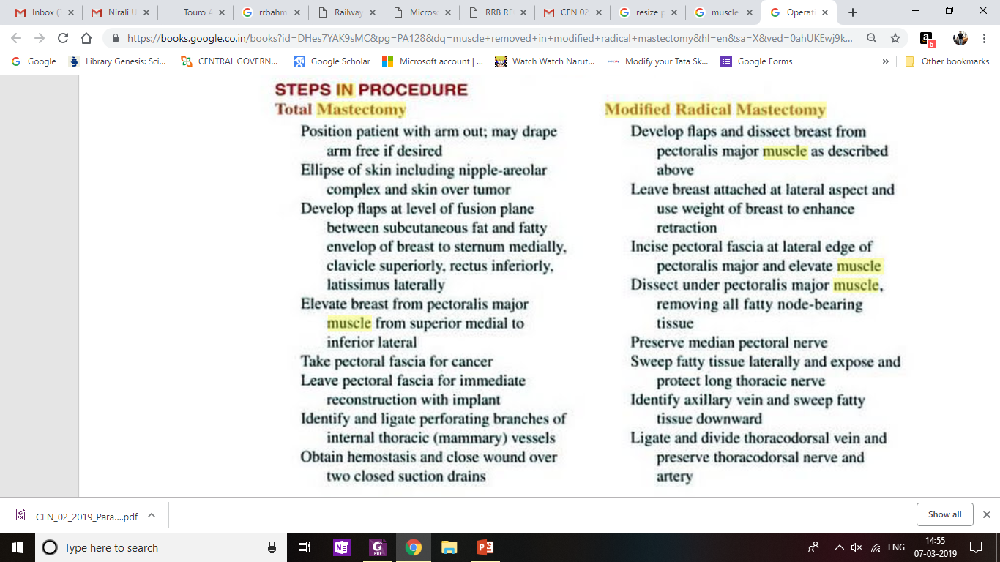 Inbox (3
Nirali U
Touro A
rrbahm
Railway
Microso
RRB RE
CEN 02
resize p
muscle
Operat
https://books.google.co.in/books?id=DHes7YAK9sMC&pg=PA128&dq=muscle+removed+in+modified+radical+mastectomy&hl=en&sa=X&ved=0ahUKEwj9k...
6
Google
Library Genesis: Sci...
CENTRAL GOVERN...
Google Scholar
Microsoft account | ...
Watch Watch Narut...
Modify your Tata Sk...
Google Forms
»
Other bookmarks
STEPS IN PROCEDURE
Total Mastectomy
Position patient with arm out; may drape
arm free if desired
Ellipse of skin including nipple-areolar
complex and skin over tumor
Develop flaps at level of fusion plane
between subcutaneous fat and fatty
envelop of breast to sternum medially,
clavicle superiorly, rectus inferiorly,
latissimus laterally
Elevate breast from pectoralis major
muscle from superior medial to
inferior lateral
Take pectoral fascia for cancer
Leave pectoral fascia for immediate
reconstruction with implant
Identify and ligate perforating branches of
internal thoracic (mammary) vessels
Obtain hemostasis and close wound over
two closed suction drains
Modified Radical Mastectomy
Develop flaps and dissect breast from
pectoralis major muscle as described
above
Leave breast attached at lateral aspect and
use weight of breast to enhance
retraction
Incise pectoral fascia at lateral edge of
pectoralis major and elevate muscle
Dissect under pectoralis major muscle,
removing all fatty node-bearing
tissue
Preserve median pectoral nerve
Sweep fatty tissue laterally and expose and
protect long thoracic nerve
Identify axillary vein and sweep fatty
tissue downward
Ligate and divide thoracodorsal vein and
preserve thoracodorsal nerve and
artery
CEN_02_2019_Para....pdf
Show all
Type here to search
ENG
14:55
07-03-2019